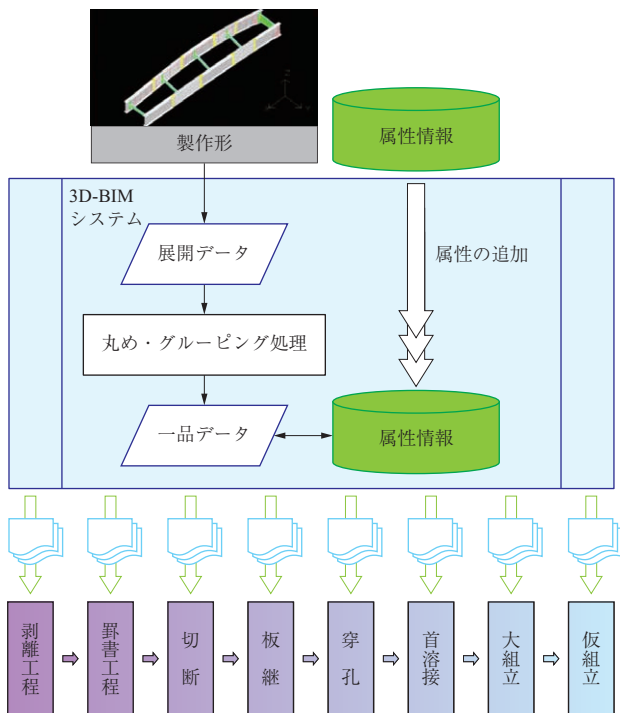 製作形
属性情報
3D-BIM
システム
展開データ
属性の追加
丸め・グルーピング処理
一品データ
属性情報
剥離工程
罫書工程
切断
板継
穿孔
首溶接
大組立
仮組立